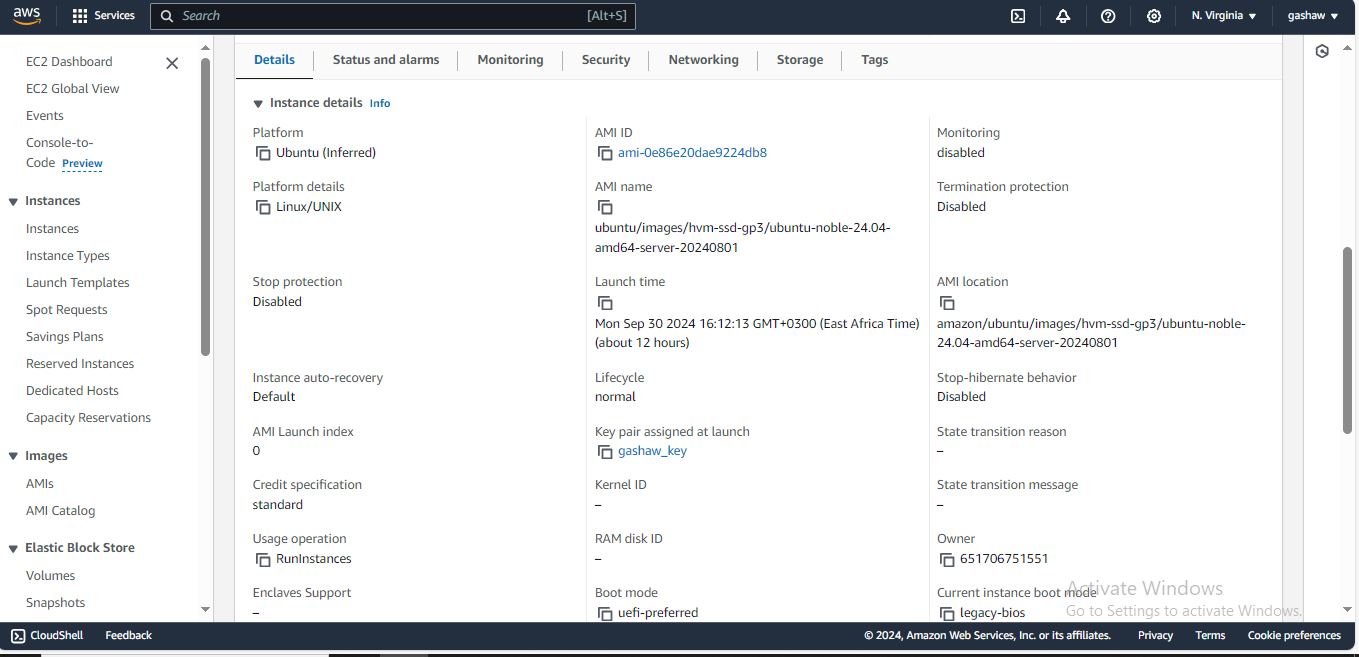 aws
Services
Search
[Alt+S]
N. Virginia
gashaw
EC2 Dashboard
EC2 Global View
Events
Console-to-
Code Preview
Instances
Instances
Instance Types
Launch Templates
Spot Requests
Savings Plans
Reserved Instances
Dedicated Hosts
Capacity Reservations
Images
AMIs
AMI Catalog
Elastic Block Store
Volumes
Snapshots
Details
Status and alarms
Monitoring
Security
Networking
Storage
Tags
Instance details Info
Platform
Ubuntu (Inferred)
AMI ID
ami-0e86e20dae9224db8
Monitoring
disabled
Platform details
Linux/UNIX
AMI name
ubuntu/images/hvm-ssd-gp3/ubuntu-noble-24.04-
amd64-server-20240801
Termination protection
Disabled
Stop protection
Disabled
Launch time
Mon Sep 30 2024 16:12:13 GMT+0300 (East Africa Time)
(about 12 hours)
AMI location
amazon/ubuntu/images/hvm-ssd-gp3/ubuntu-noble-
24.04-amd64-server-20240801
Instance auto-recovery
Default
Lifecycle
normal
Stop-hibernate behavior
Disabled
AMI Launch index
0
Key pair assigned at launch
gashaw_key
State transition reason
–
Credit specification
standard
Kernel ID
–
State transition message
–
Usage operation
RunInstances
RAM disk ID
–
Owner
651706751551
Enclaves Support
–
Boot mode
uefi-preferred
Current instance boot mode
legacy-bios
Activate Windows
Go to Settings to activate Windows.
CloudShell
Feedback
© 2024, Amazon Web Services, Inc. or its affiliates.
Privacy
Terms
Cookie preferences